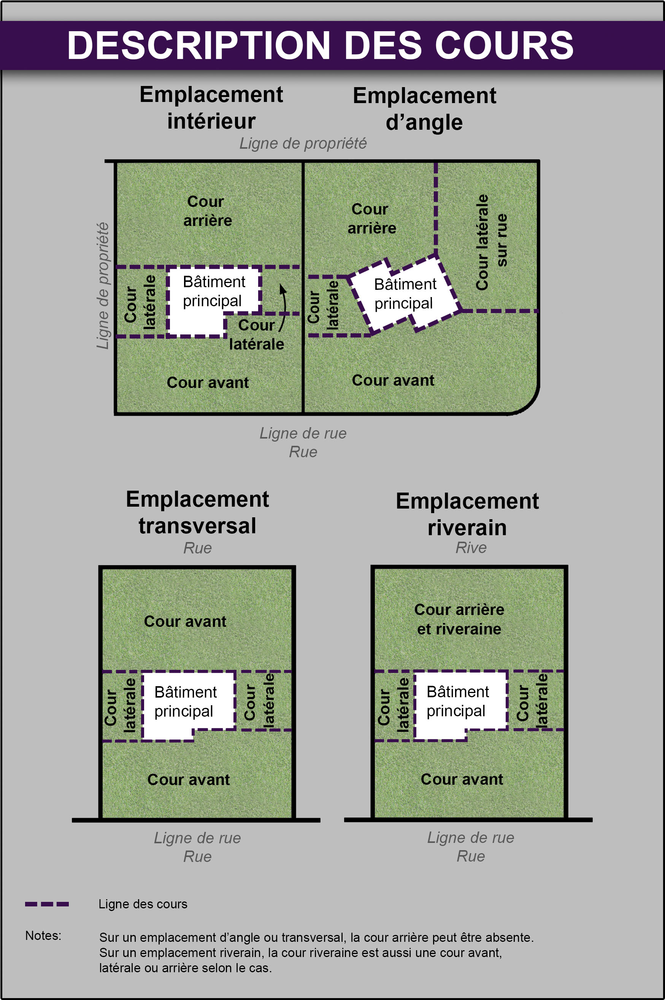 DESCRIPTION DES COURS
Emplacement
intérieur
Emplacement
d’angle
Ligne de propriété
Ligne de propriété
Cour
arrière
Cour
latérale
Bâtiment
principal
Cour
latérale
Cour avant
Cour
arrière
Cour latérale
sur rue
Cour
latérale
Bâtiment
principal
Cour avant
Ligne de rue
Rue
Emplacement
transversal
Rue
Cour avant
Cour
latérale
Bâtiment
principal
Cour
latérale
Cour avant
Ligne de rue
Rue
Emplacement
riverain
Rive
Cour arrière
et riveraine
Cour
latérale
Bâtiment
principal
Cour
latérale
Cour avant
Ligne de rue
Rue
Ligne des cours
Notes:
Sur un emplacement d’angle ou transversal, la cour arrière peut être absente.
Sur un emplacement riverain, la cour riveraine est aussi une cour avant,
latérale ou arrière selon le cas.